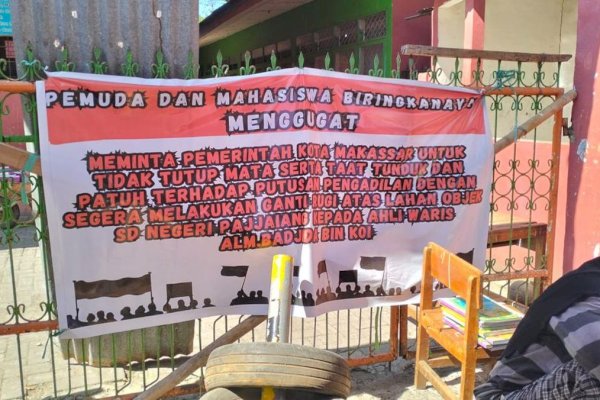 PEMUDA DAN MAHASISWA BIRINGKANAYA
MENGGUGAT
MEMINTA PEMERINTAH KOTA MAKASSAR UNTUK
TIDAK TUTUP MATA SERTA TAAT TUNDUK DAN
PATUH TERHADAP PUTUSAN PENGADILAN DENGAN
SEGERA MELAKUKAN GANTI RUGI ATAS LAHAN OBJEK
SD NEGERI PAJJAIANG KEPADA AHLI WARIS
ALM.BADJDJI BIN KOI